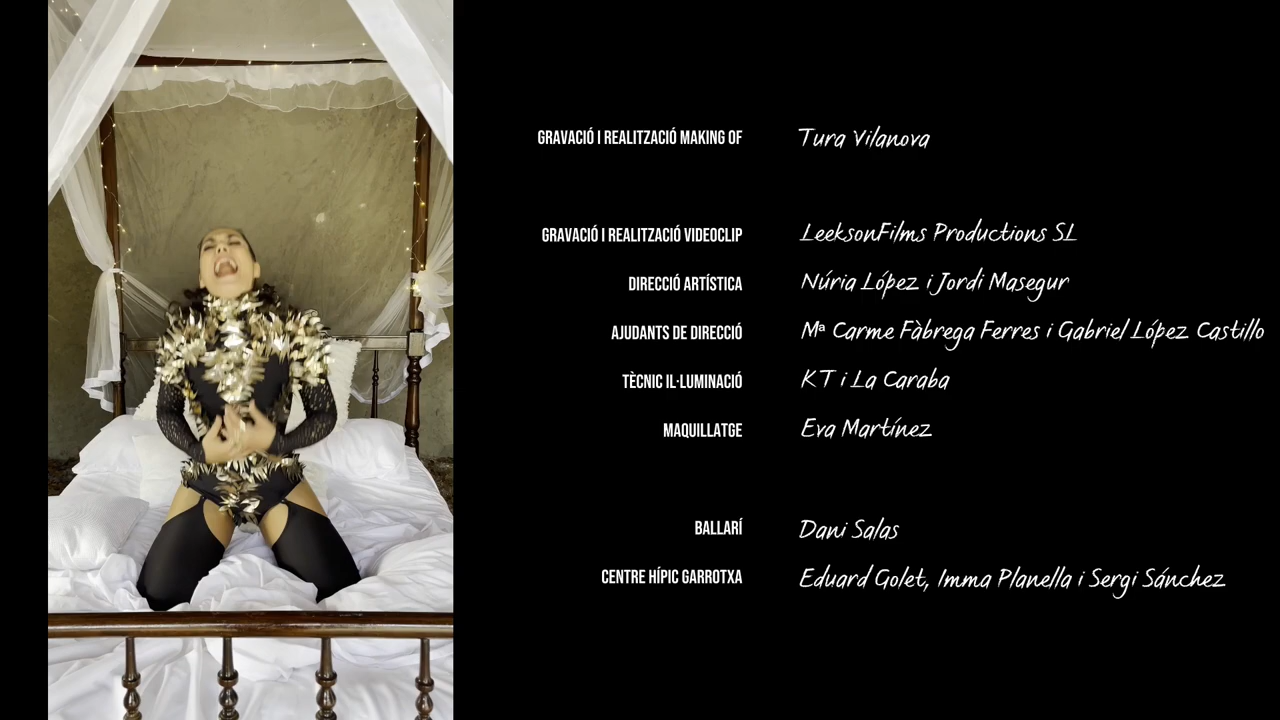 GRAVACIÓ I REALITZACIÓ MAKING OF Tura Vilanova
GRAVACIÓ I REALITZACIÓ VIDEOCLIP LeeksonFilms Productions SL
DIRECCIÓ ARTÍSTICA Núria López i Jordi Masegur
AJUDANTS DE DIRECCIÓ Mª Carme Fàbrega Ferres i Gabriel López Castillo
TÈCNIC IL·LUMINACIÓ KT i La Caraba
MAQUILLATGE Eva Martínez
BALLARÍ Dani Salas
CENTRE HÍPIC GARROTXA Eduard Golet, Imma Planella i Sergi Sánchez